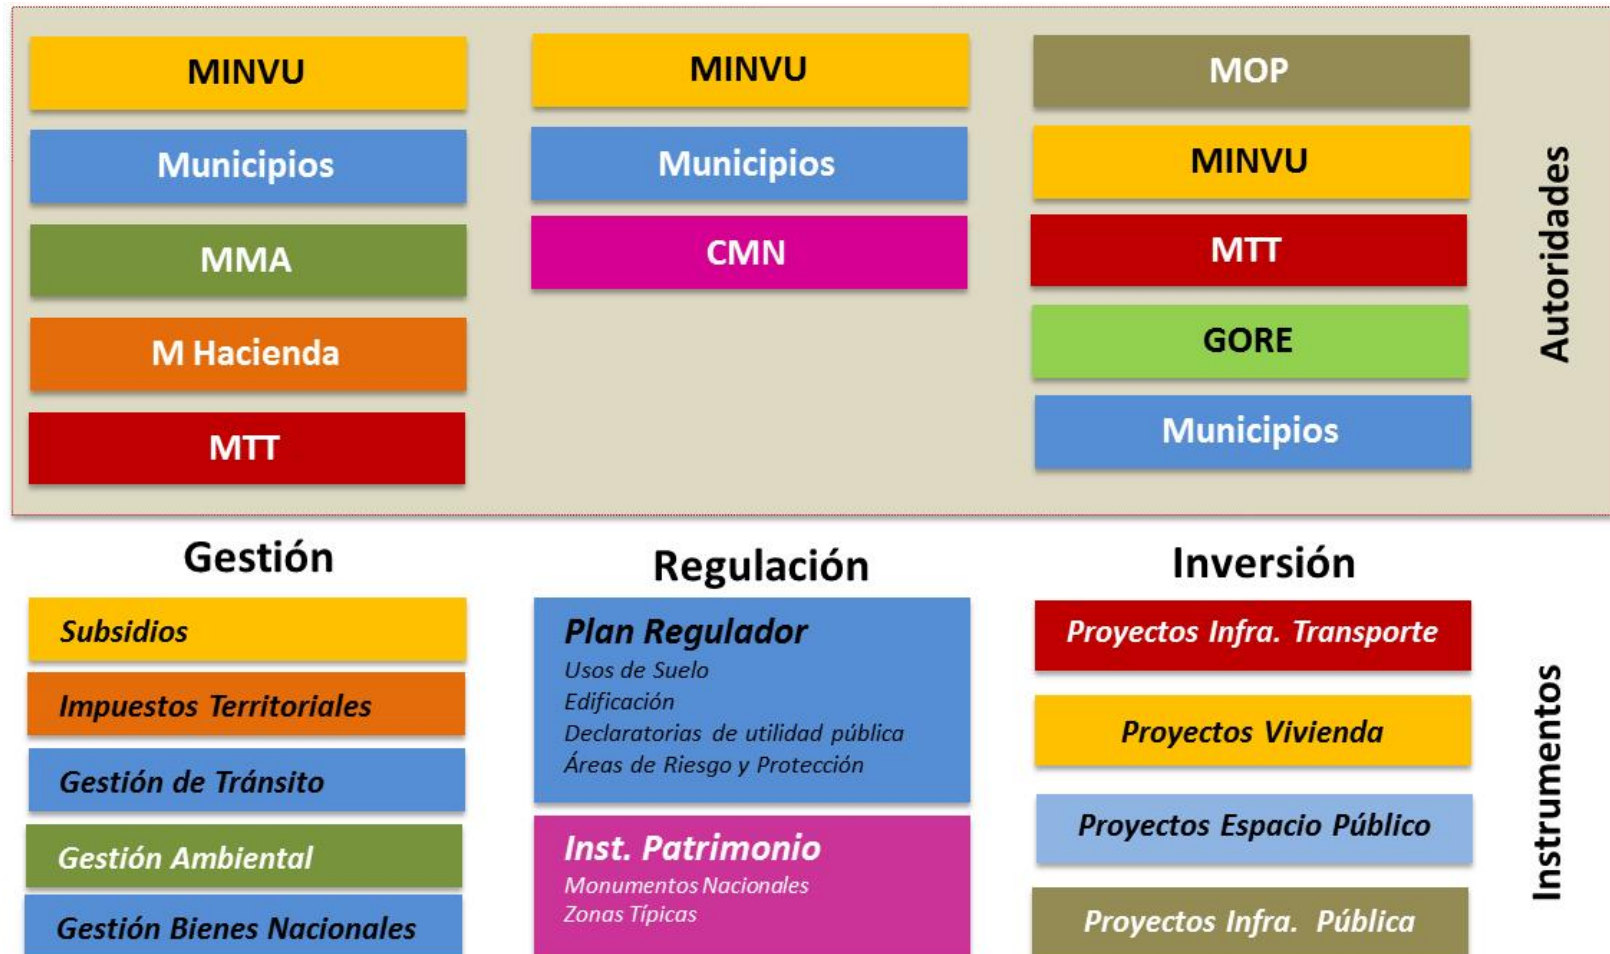 MINVU
Municipios
MMA
M Hacienda
MTT
MINVU
Municipios
CMN
MOP
MINVU
MTT
GORE
Municipios
Autoridades
Gestión
Subsidios
Impuestos Territoriales
Gestión de Tránsito
Gestión Ambiental
Gestión Bienes Nacionales
Regulación
Plan Regulador
Usos de Suelo
Edificación
Declaratorias de utilidad pública
Áreas de Riesgo y Protección
Inst. Patrimonio
Monumentos Nacionales
Zonas Típicas
Inversión
Proyectos Infra. Transporte
Proyectos Vivienda
Proyectos Espacio Público
Proyectos Infra. Pública
Instrumentos